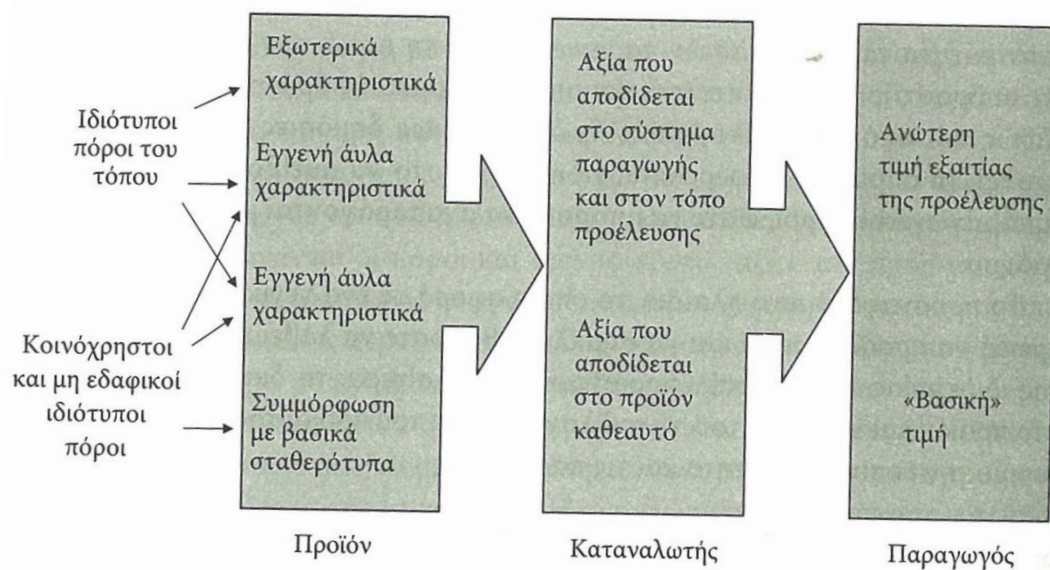 Ιδιότυποι
πόροι του
τόπου
Κοινόχρηστοι
και μη εδαφικοί
ιδιότυποι
πόροι
Εξωτερικά
χαρακτηριστικά
Εγγενή άυλα
χαρακτηριστικά
Εγγενή άυλα
χαρακτηριστικά
Συμμόρφωση
με βασικά
σταθερότυπα
Προϊόν
Αξία που
αποδίδεται
στο σύστημα
παραγωγής
και στον τόπο
προέλευσης
Αξία που
αποδίδεται
στο προϊόν
καθεαυτό
Καταναλωτής
Ανώτερη
τιμή εξαιτίας
της προέλευσης
«Βασική»
τιμή
Παραγωγός